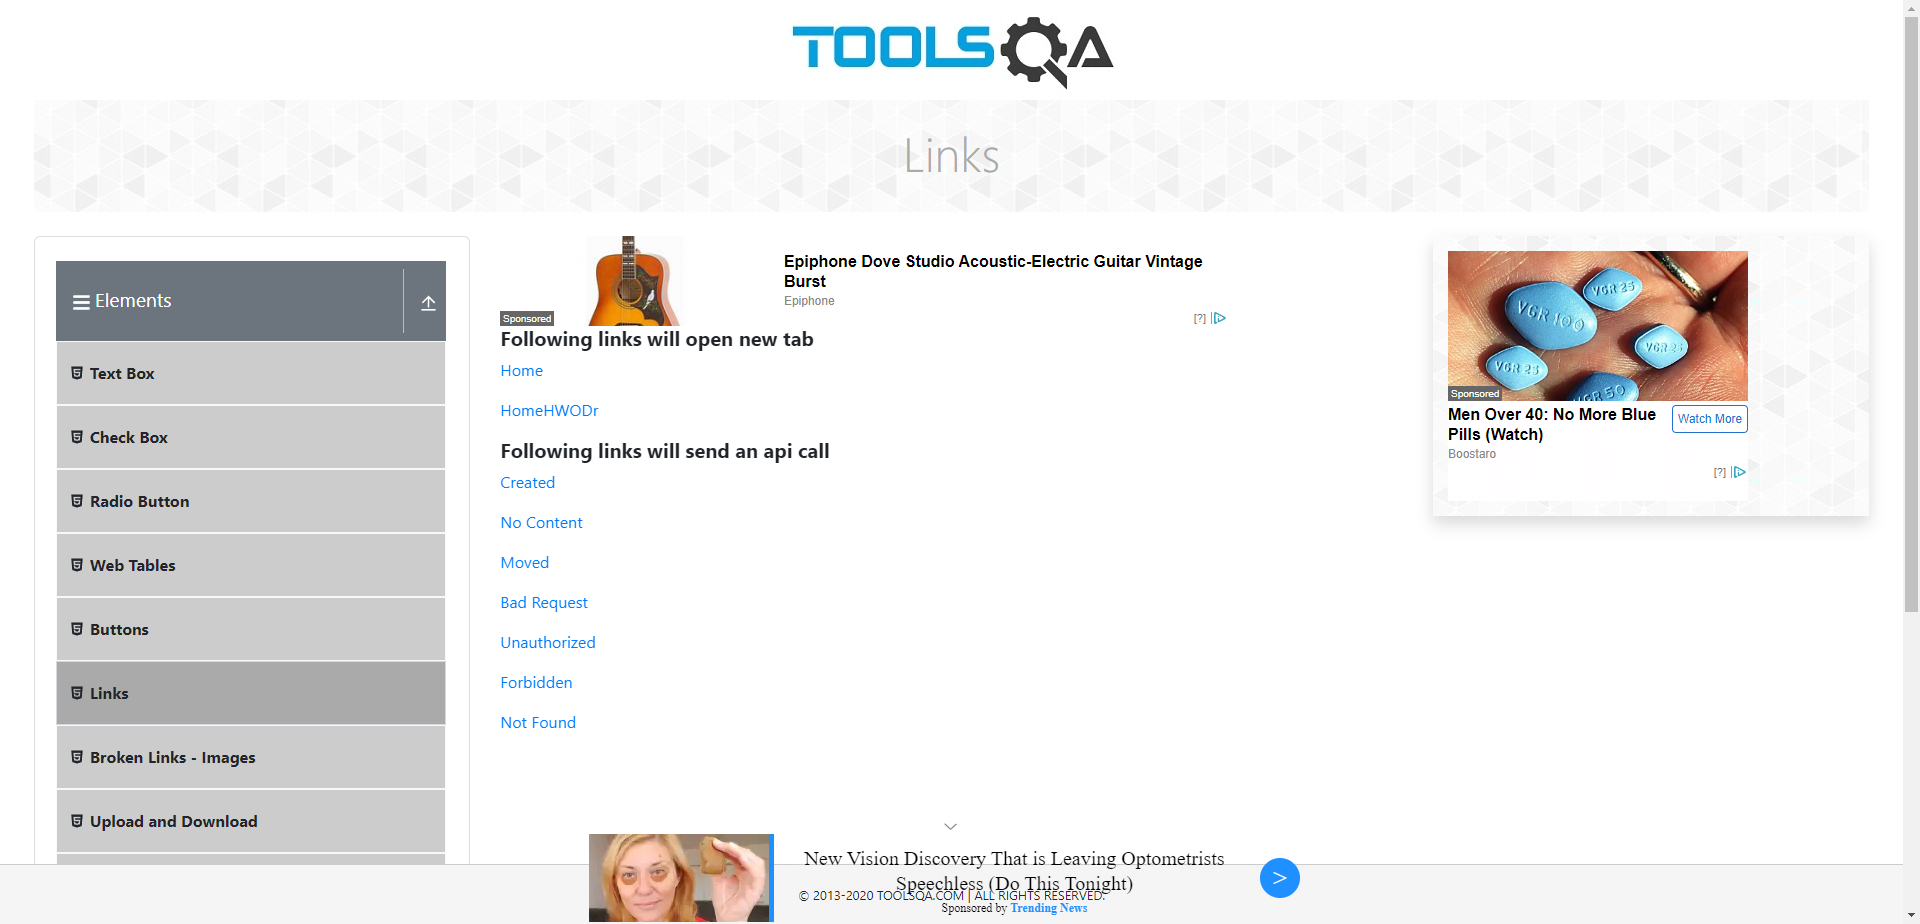 TOOLSQA
Links
Elements
Text Box
Check Box
Radio Button
Web Tables
Buttons
Links
Broken Links - Images
Upload and Download
Sponsored
Epiphone Dove Studio Acoustic-Electric Guitar Vintage
Burst
Epiphone
[?]
Following links will open new tab
Home
HomeHWODr
Following links will send an api call
Created
No Content
Moved
Bad Request
Unauthorized
Forbidden
Not Found
VGR 100
VGR 25
VGR 25
VGR 25
VGR 50
Sponsored
Men Over 40: No More Blue
Pills (Watch)
Watch More
Boostaro
[?]
New Vision Discovery That is Leaving Optometrists
Speechless (Do This Tonight)
>
© 2013-2020 TOOLSQA.COM | ALL RIGHTS RESERVED.
Sponsored by Trending News